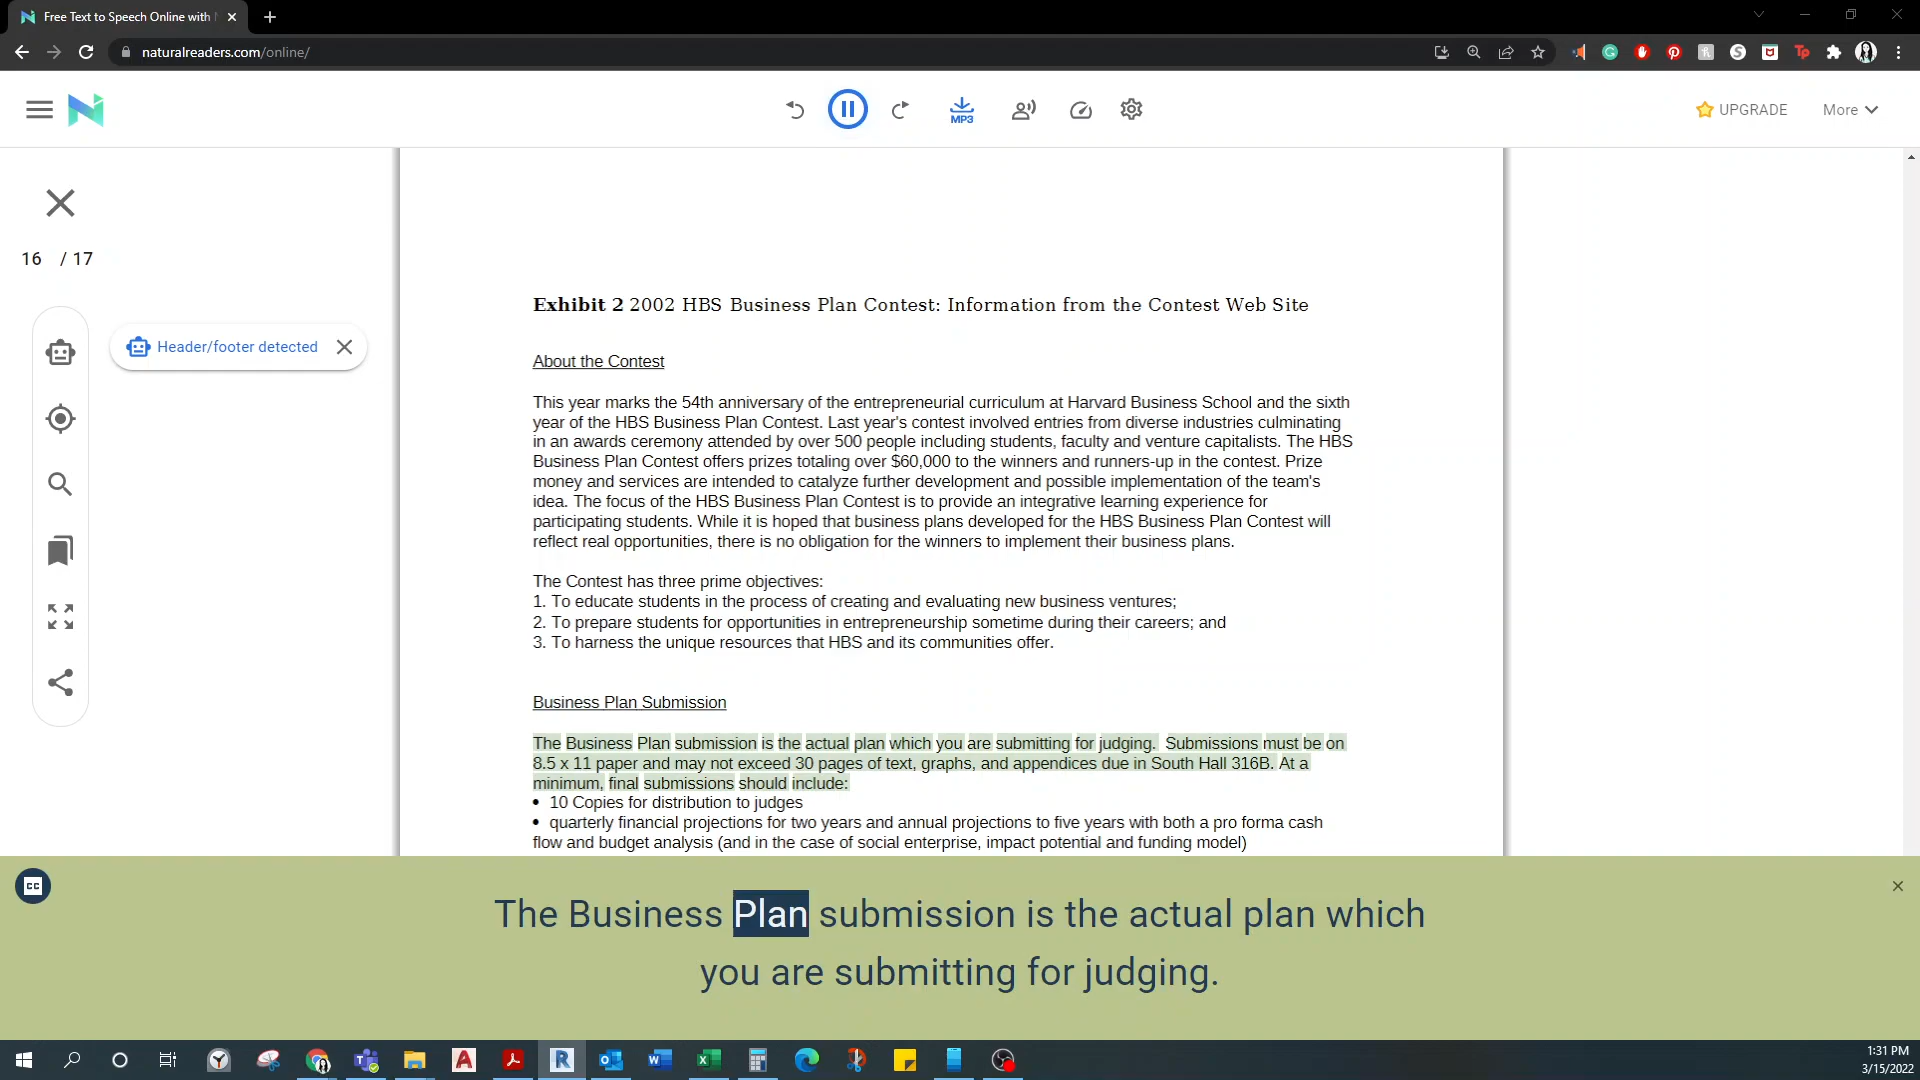 Free Text to Speech Online with
naturalreaders.com/online/
MP3
UPGRADE
More
16 / 17
Header/footer detected
Exhibit 2 2002 HBS Business Plan Contest: Information from the Contest Web Site
About the Contest
This year marks the 54th anniversary of the entrepreneurial curriculum at Harvard Business School and the sixth
year of the HBS Business Plan Contest. Last year's contest involved entries from diverse industries culminating
in an awards ceremony attended by over 500 people including students, faculty and venture capitalists. The HBS
Business Plan Contest offers prizes totaling over $60,000 to the winners and runners-up in the contest. Prize
money and services are intended to catalyze further development and possible implementation of the team's
idea. The focus of the HBS Business Plan Contest is to provide an integrative learning experience for
participating students. While it is hoped that business plans developed for the HBS Business Plan Contest will
reflect real opportunities, there is no obligation for the winners to implement their business plans.
The Contest has three prime objectives:
1. To educate students in the process of creating and evaluating new business ventures;
2. To prepare students for opportunities in entrepreneurship sometime during their careers; and
3. To harness the unique resources that HBS and its communities offer.
Business Plan Submission
The Business Plan submission is the actual plan which you are submitting for judging. Submissions must be on
8.5 x 11 paper and may not exceed 30 pages of text, graphs, and appendices due in South Hall 316B. At a
minimum, final submissions should include:
• 10 Copies for distribution to judges
• quarterly financial projections for two years and annual projections to five years with both a pro forma cash
flow and budget analysis (and in the case of social enterprise, impact potential and funding model)
CC
The Business Plan submission is the actual plan which
you are submitting for judging.
1:31 PM
3/15/2022